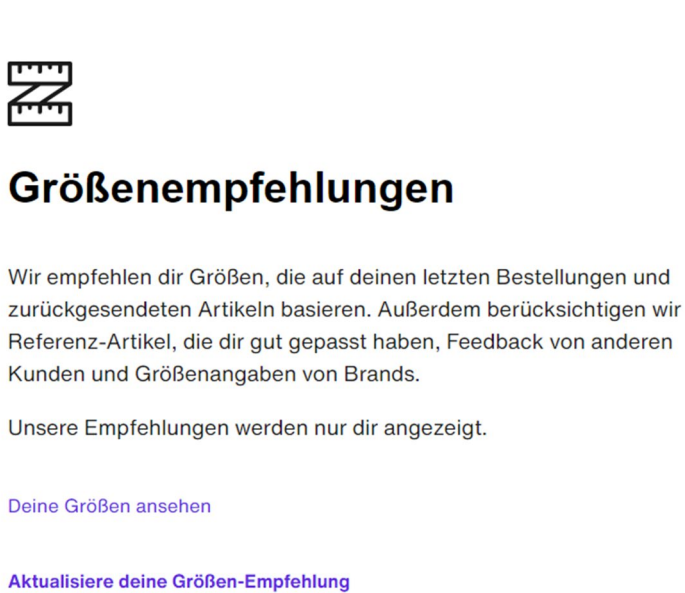 Größenempfehlungen
Wir empfehlen dir Größen, die auf deinen letzten Bestellungen und
zurückgesendeten Artikeln basieren. Außerdem berücksichtigen wir
Referenz-Artikel, die dir gut gepasst haben, Feedback von anderen
Kunden und Größenangaben von Brands.
Unsere Empfehlungen werden nur dir angezeigt.
Deine Größen ansehen
Aktualisiere deine Größen-Empfehlung